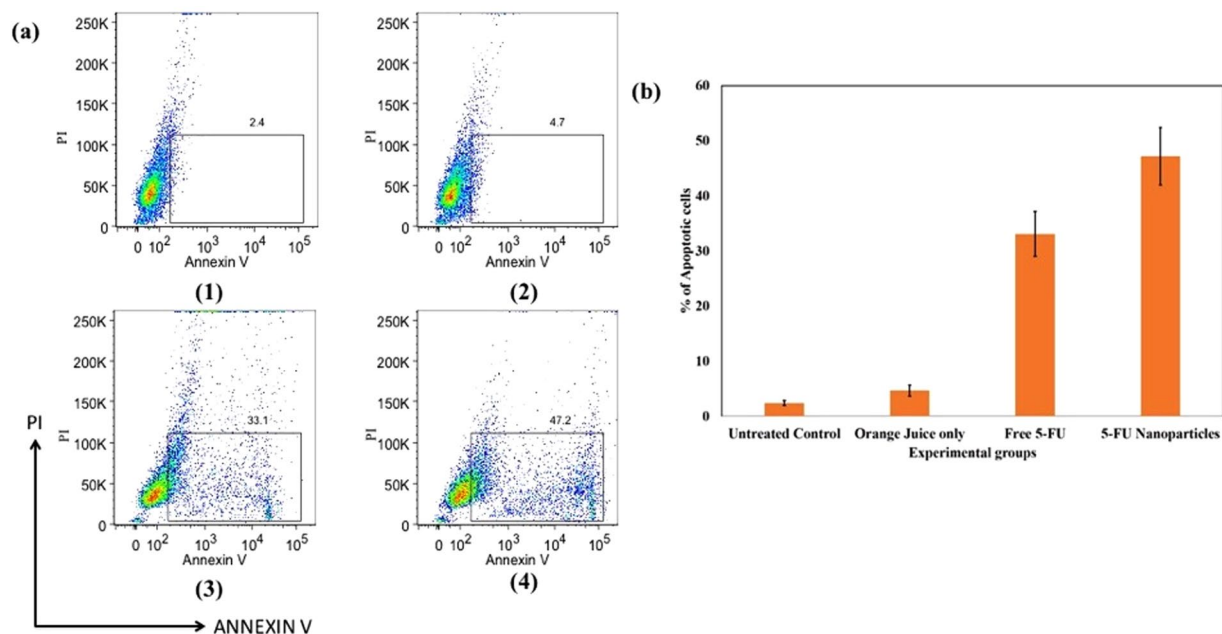 (a)
250K
200K
150K
100K
50K
0
PI
2.4
0 10² 10³ 10⁴ 10⁵
Annexin V
(1)
250K
200K
150K
100K
50K
0
PI
4.7
0 10² 10³ 10⁴ 10⁵
Annexin V
(2)
250K
200K
150K
100K
50K
0
PI
33.1
0 10² 10³ 10⁴ 10⁵
Annexin V
(3)
250K
200K
150K
100K
50K
0
PI
47.2
0 10² 10³ 10⁴ 10⁵
Annexin V
(4)
PI
ANNEXIN V
(b)
60
50
40
30
20
10
0
% of Apoptotic cells
Untreated Control Orange Juice only Free 5-FU 5-FU Nanoparticles
Experimental groups